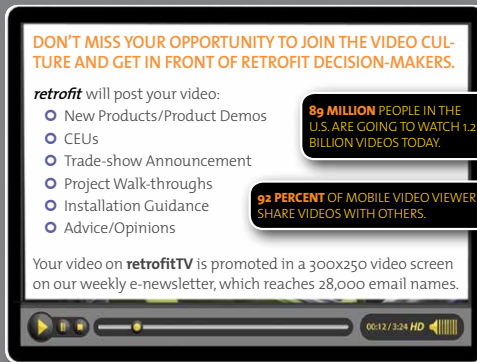 DON'T MISS YOUR OPPORTUNITY TO JOIN THE VIDEO CUL-
TURE AND GET IN FRONT OF RETROFIT DECISION-MAKERS.
retrofit will post your video:
New Products/Product Demos
CEUs
Trade-show Announcement
Project Walk-throughs
Installation Guidance
Advice/Opinions
89 MILLION PEOPLE IN THE
U.S. ARE GOING TO WATCH 1.2
BILLION VIDEOS TODAY.
92 PERCENT OF MOBILE VIDEO VIEWER
SHARE VIDEOS WITH OTHERS.
Your video on retrofitTV is promoted in a 300x250 video screen
on our weekly e-newsletter, which reaches 28,000 email names.
00:12 / 3:24 HD